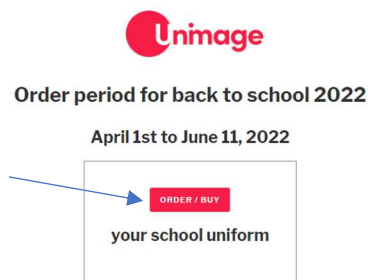 Unimage
Order period for back to school 2022
April 1st to June 11, 2022
ORDER / BUY
your school uniform